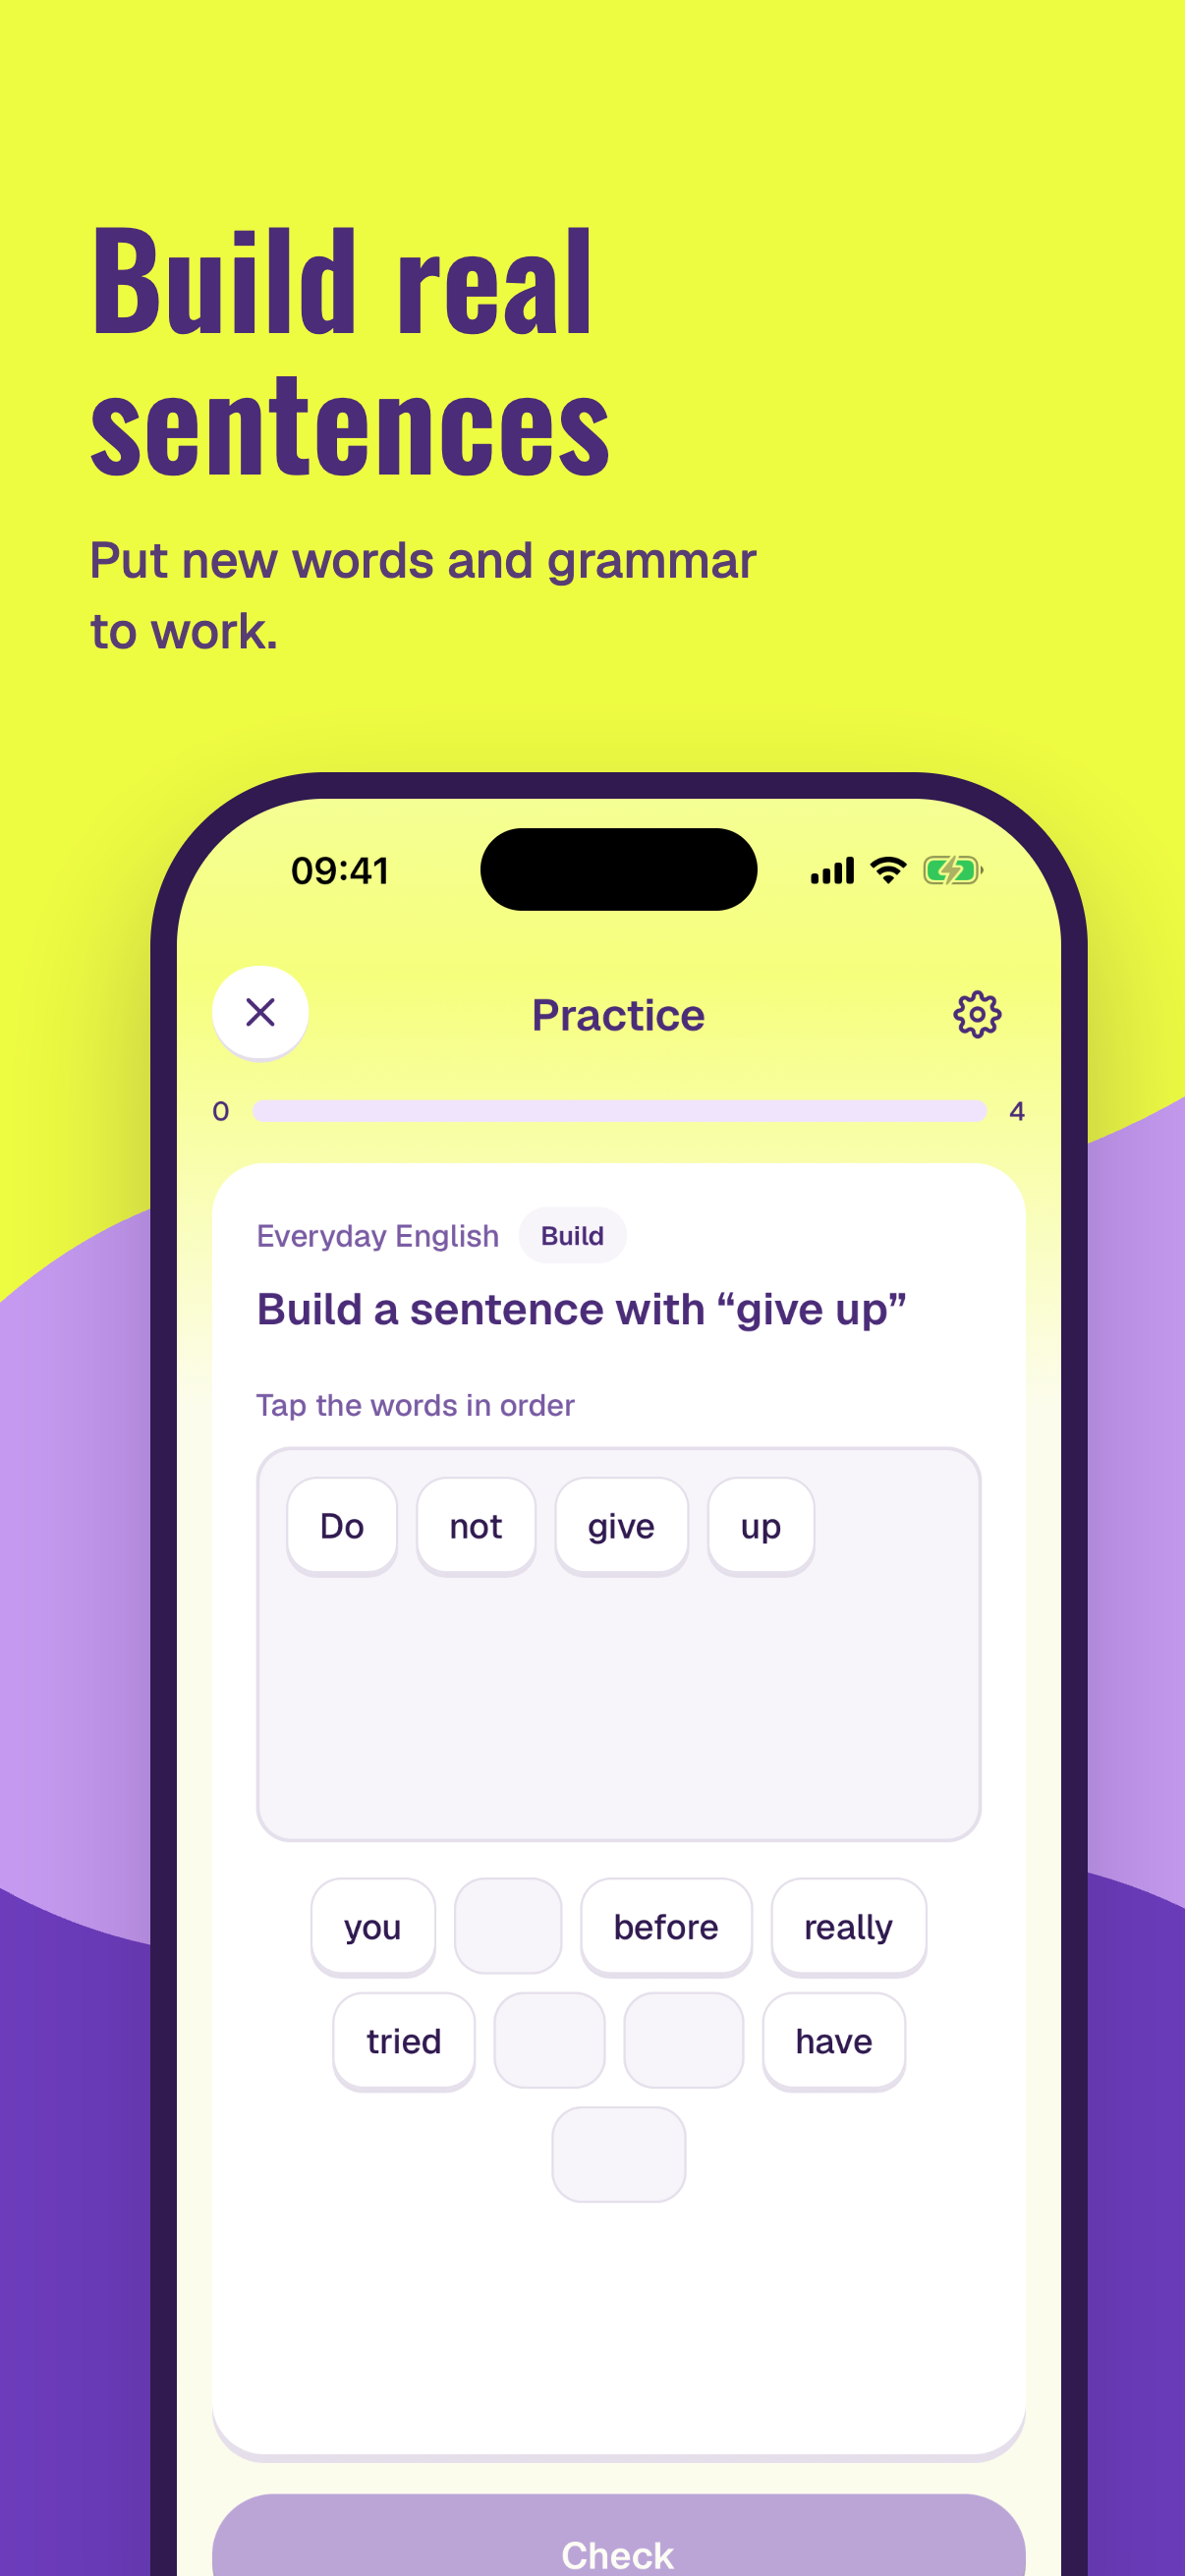 Build real
sentences
Put new words and grammar
to work.
09:41
Practice
0
4
Everyday English
Build
Build a sentence with “give up”
Tap the words in order
Do not give up
you before really
tried have
Check